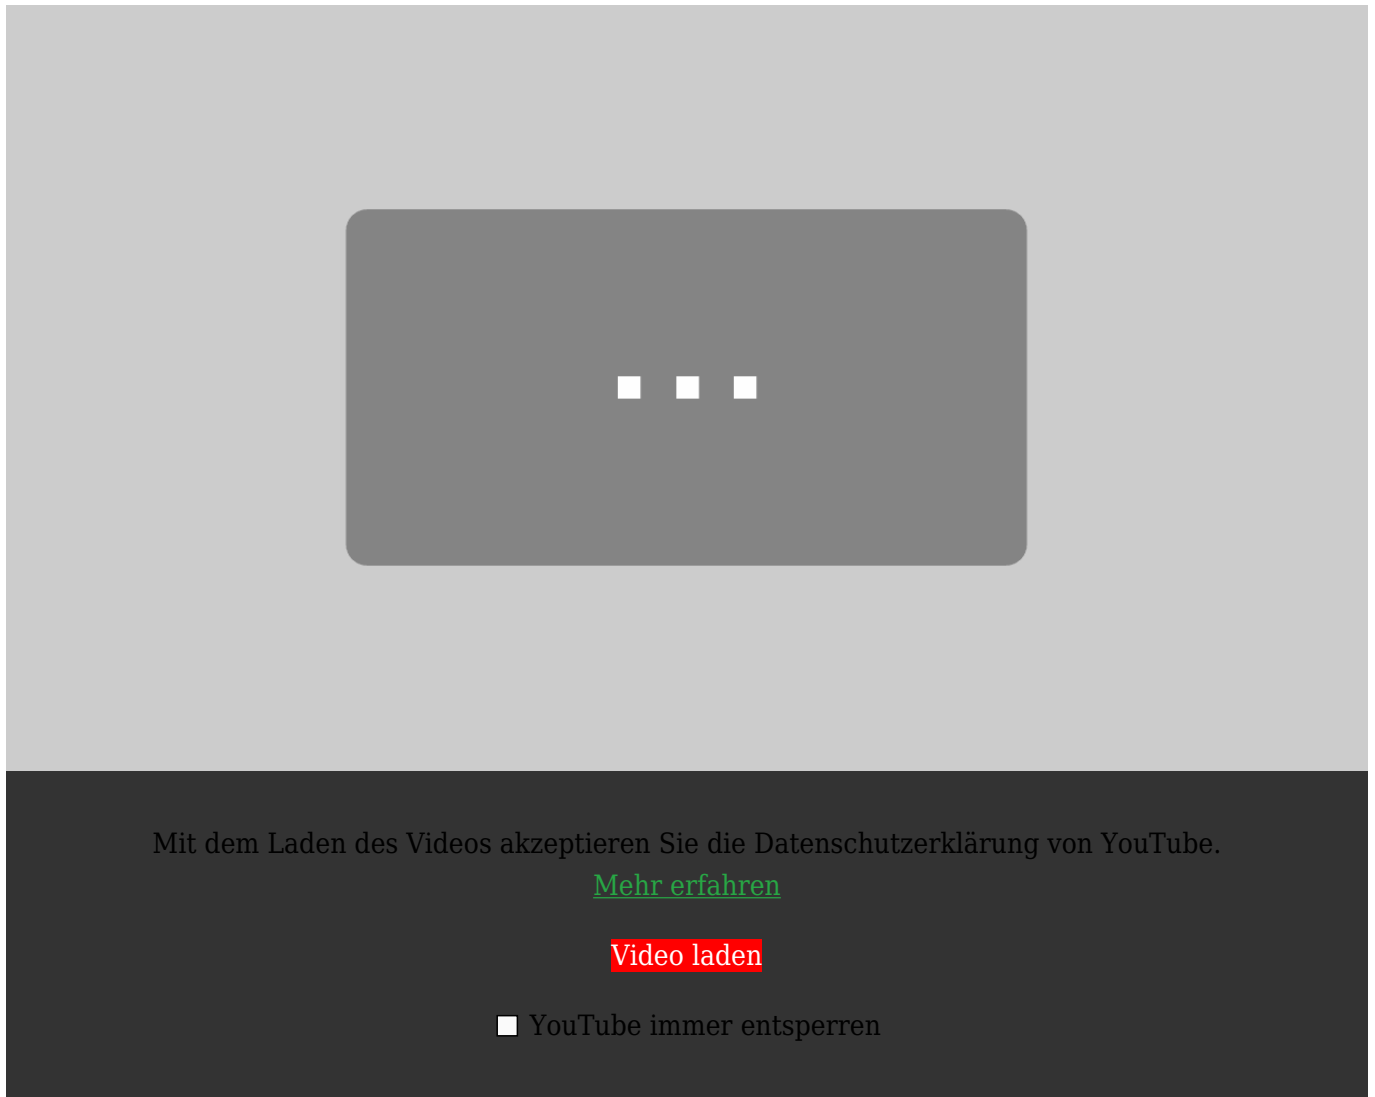 Mit dem Laden des Videos akzeptieren Sie die Datenschutzerklärung von YouTube.
Mehr erfahren
Video laden
YouTube immer entsperren